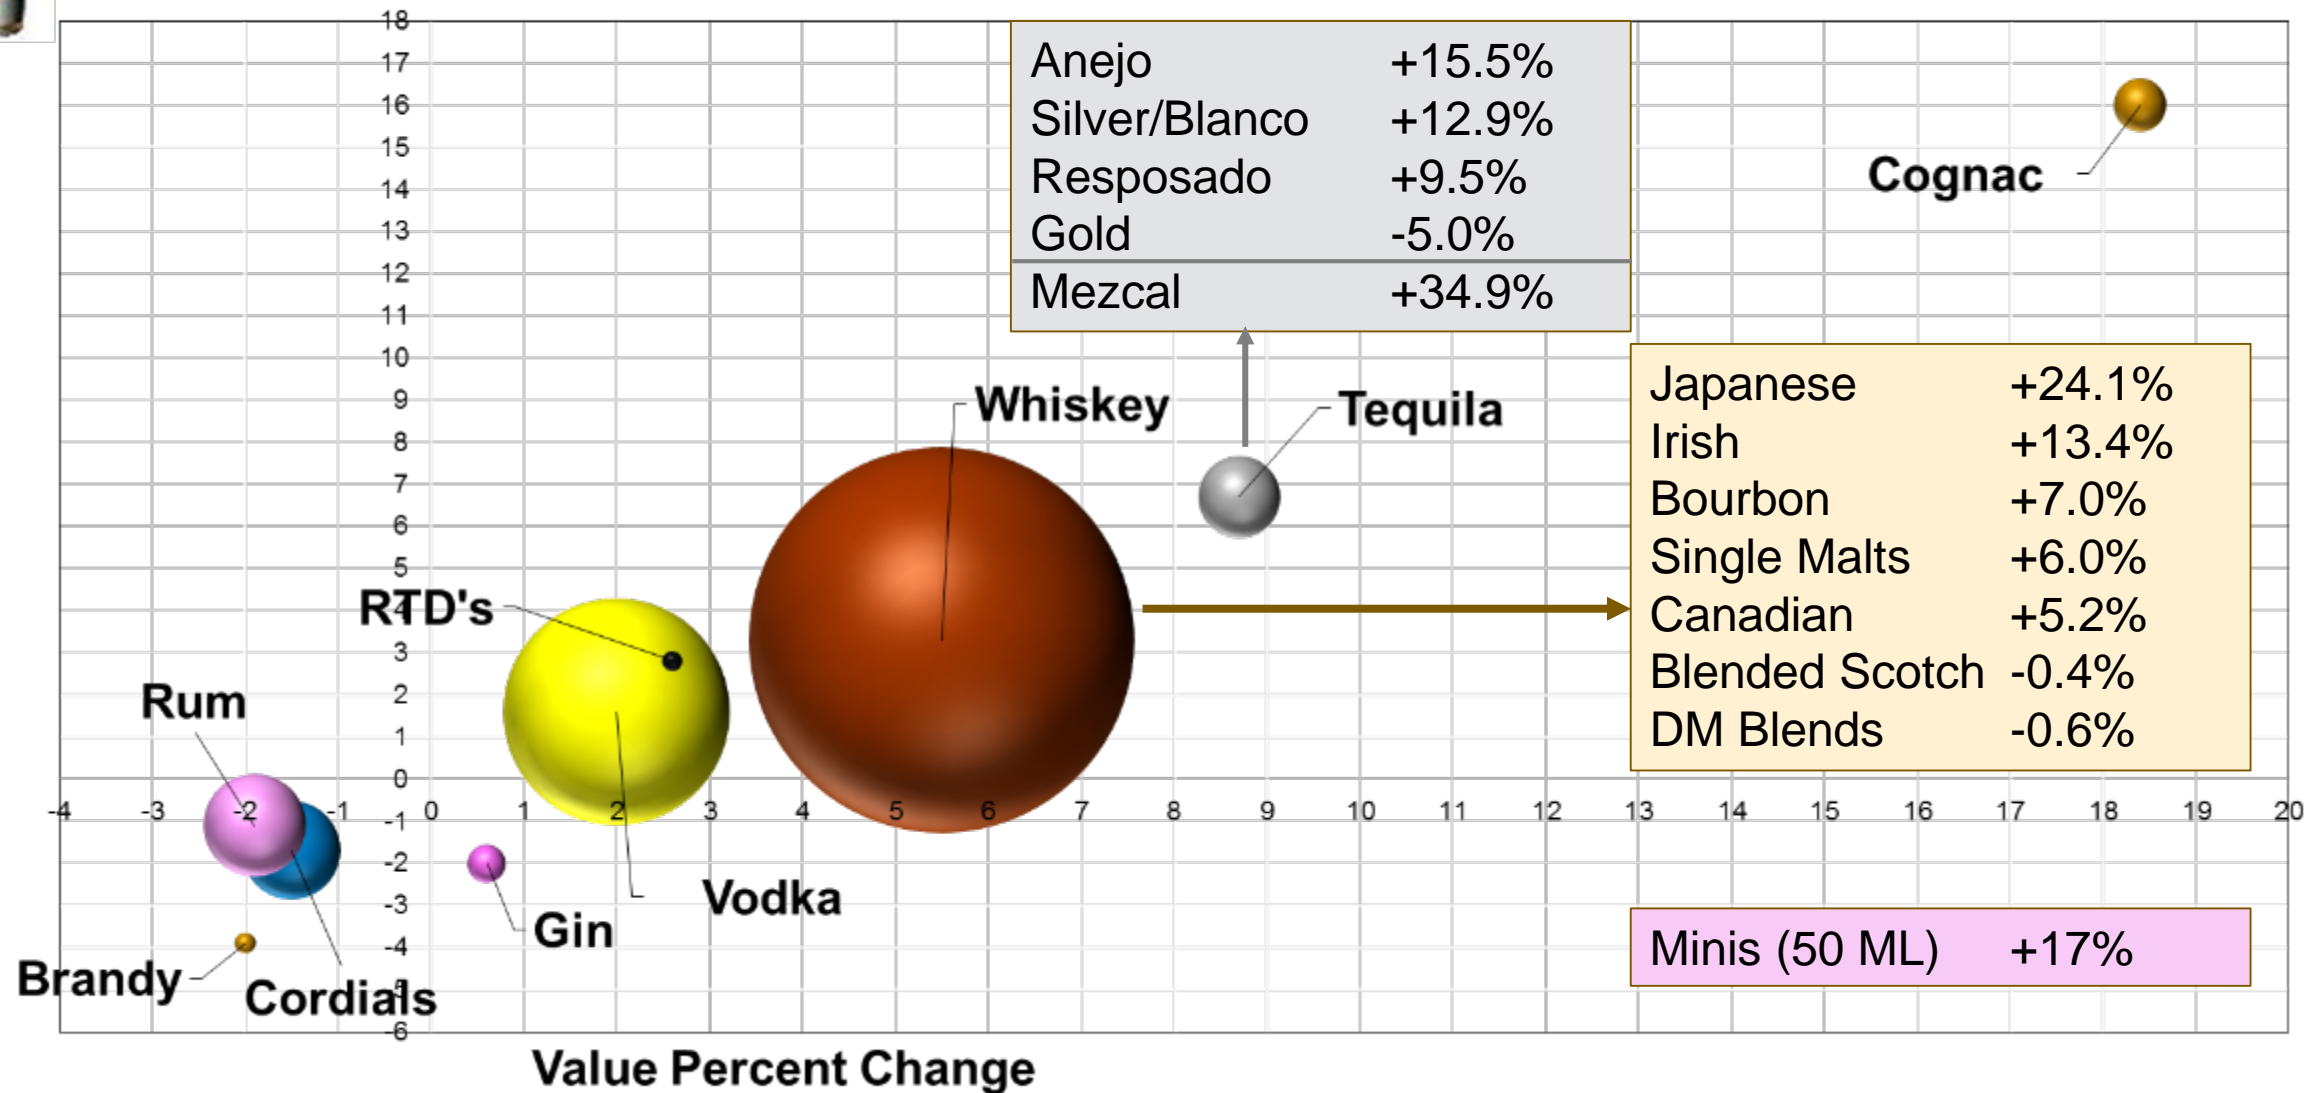 18
17
16
15
14
13
12
11
10
9
8
7
6
5
4
3
2
1
0
-1
-2
-3
-4
-5
-6
-4 -3 -2 -1 0 1 2 3 4 5 6 7 8 9 10 11 12 13 14 15 16 17 18 19 20
Anejo +15.5%
Silver/Blanco +12.9%
Resposado +9.5%
Gold -5.0%
Mezcal +34.9%
Cognac
Whiskey
Tequila
Japanese +24.1%
Irish +13.4%
Bourbon +7.0%
Single Malts +6.0%
Canadian +5.2%
Blended Scotch -0.4%
DM Blends -0.6%
RTD's
Rum
Vodka
Gin
Brandy
Cordials
Minis (50 ML) +17%
Value Percent Change